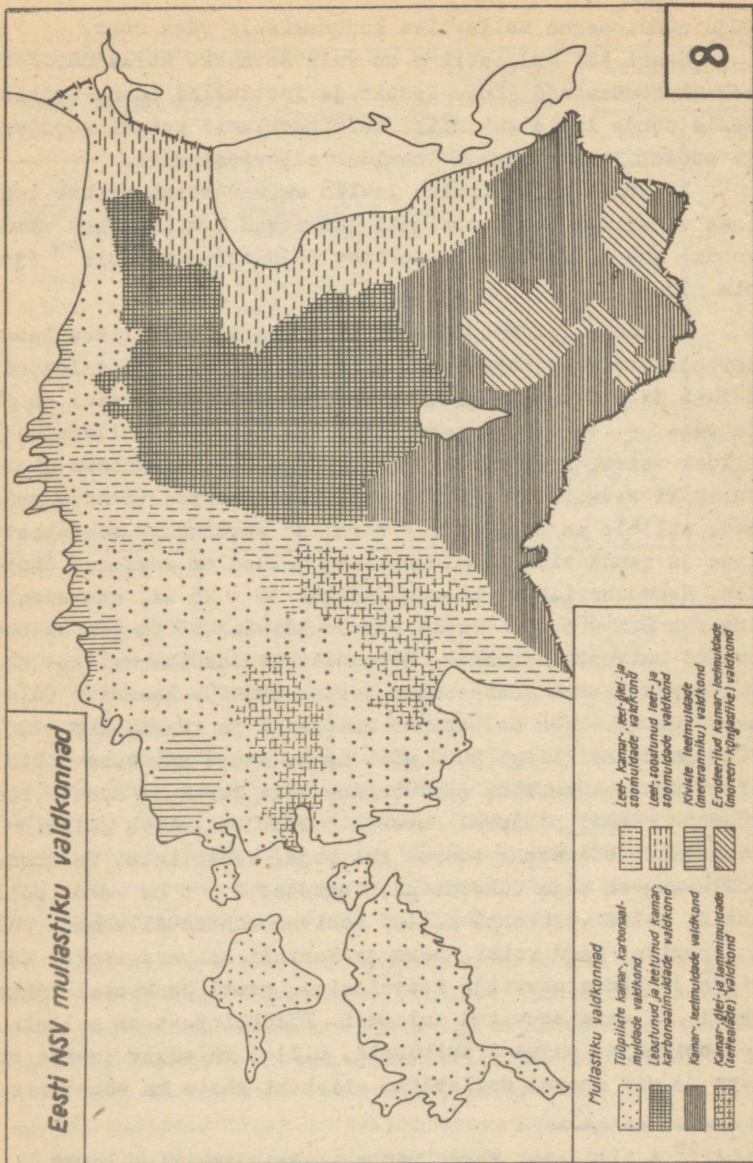 Eesti NSV mullastiku valdkonnad
8
Mullastiku valdkonnad
Tüüpiliste kamar-, karbonaat-
muldade valdkond
Leostunud ja leetunud kamar-
karbonaatmuldade valdkond
Kamar-, leetmuldade valdkond
Kamar-, glei- ja lammimuldade
(settealade) valdkond
Leet-, kamar-, leet-glei- ja
soomuldade valdkond
Leet-, soostunud leet- ja
soomuldade valdkond
Kiviste leetmuldade
(mereranniku) valdkond
Erodeeritud kamar-leetmuldade
(moreen-küngastike) valdkond